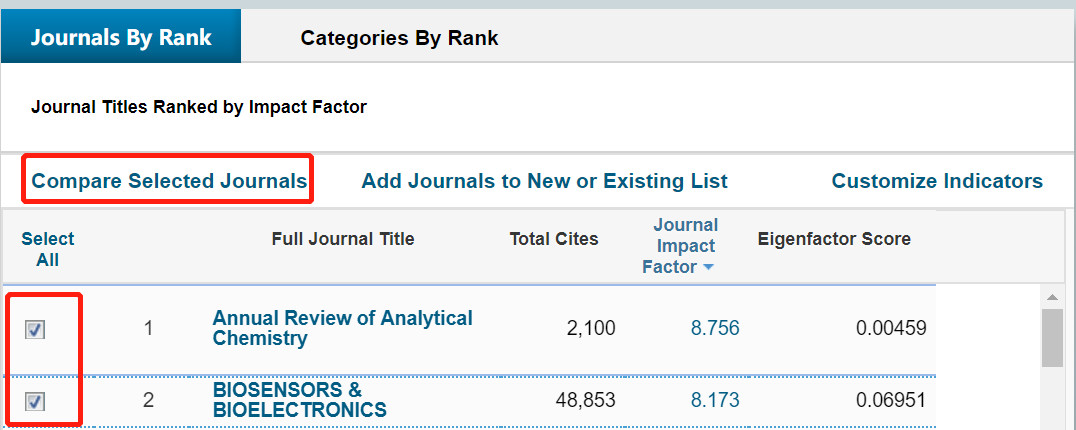 Journals By Rank
Categories By Rank
Journal Titles Ranked by Impact Factor
Compare Selected Journals
Add Journals to New or Existing List
Customize Indicators
Select
All
Full Journal Title
Total Cites
Journal
Impact
Factor
Eigenfactor Score
1
Annual Review of Analytical
Chemistry
2,100
8.756
0.00459
2
BIOSENSORS &
BIOELECTRONICS
48,853
8.173
0.06951